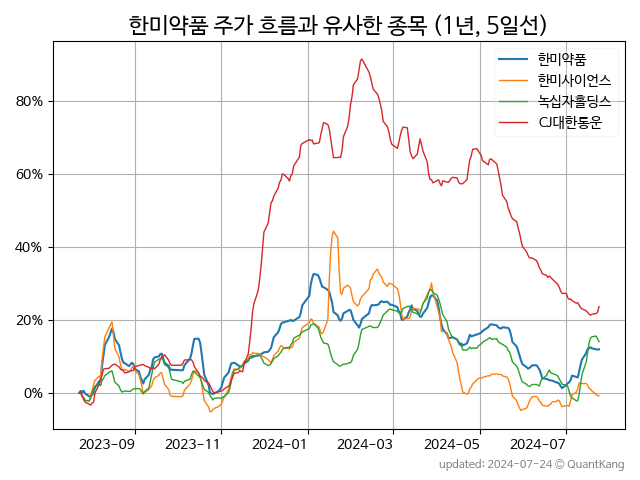 한미약품 주가 흐름과 유사한 종목 (1년, 5일선)
한미약품
한미사이언스
녹십자홀딩스
CJ대한통운
80%
60%
40%
20%
0%
2023-09 2023-11 2024-01 2024-03 2024-05 2024-07
updated: 2024-07-24 © QuantKang